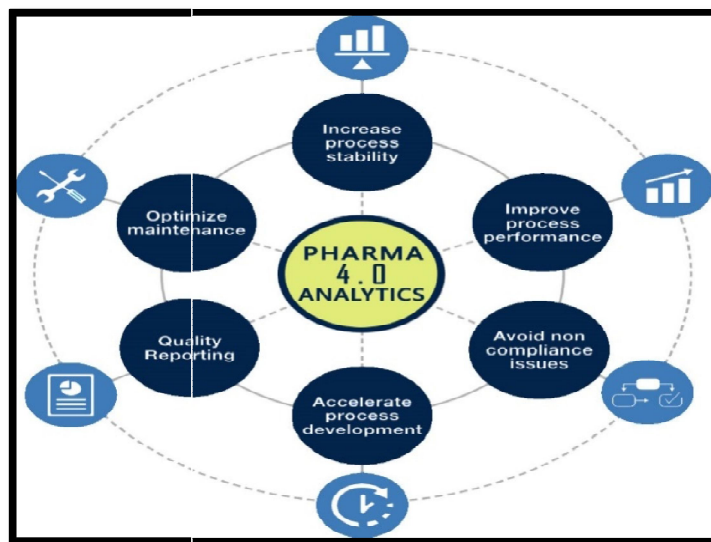 Increase
process
stability
Optimize
maintenance
Improve
process
performance
PHARMA
4.0
ANALYTICS
Quality
Reporting
Avoid non
compliance
issues
Accelerate
process
development